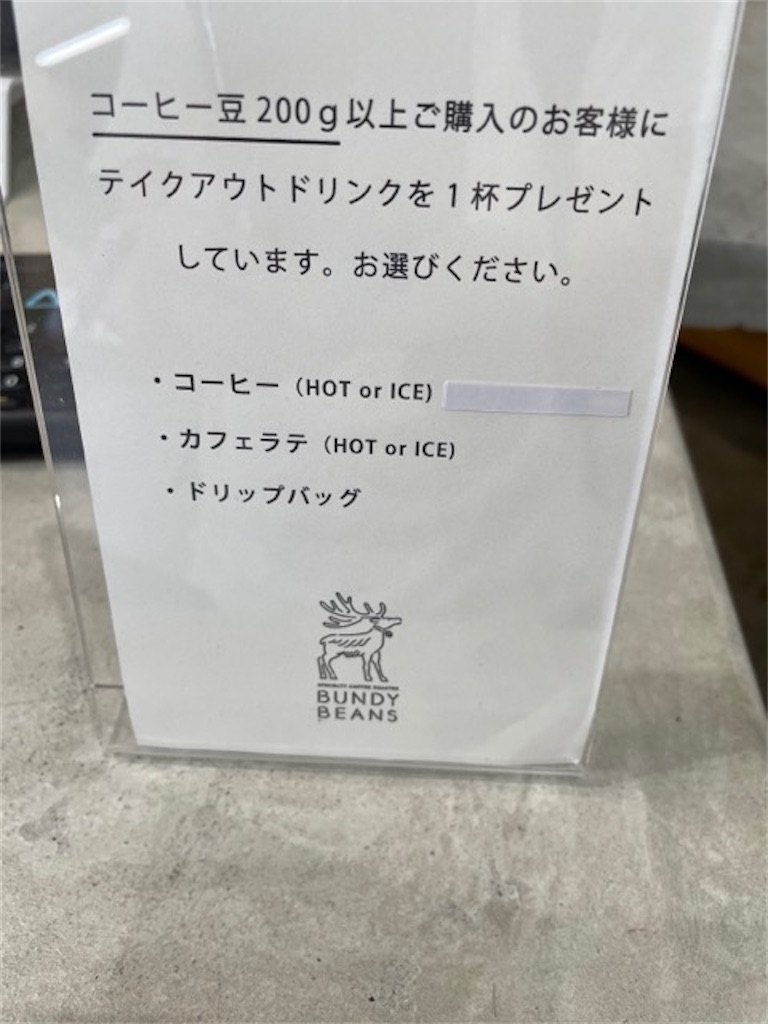 コーヒー豆 200g以上ご購入のお客様に
テイクアウトドリンクを 1 杯プレゼント
しています。お選びください。
・コーヒー（HOT or ICE)
・カフェラテ（HOT or ICE)
・ドリップバッグ
SPECIALTY COFFEE ROASTER
BUNDY
BEANS